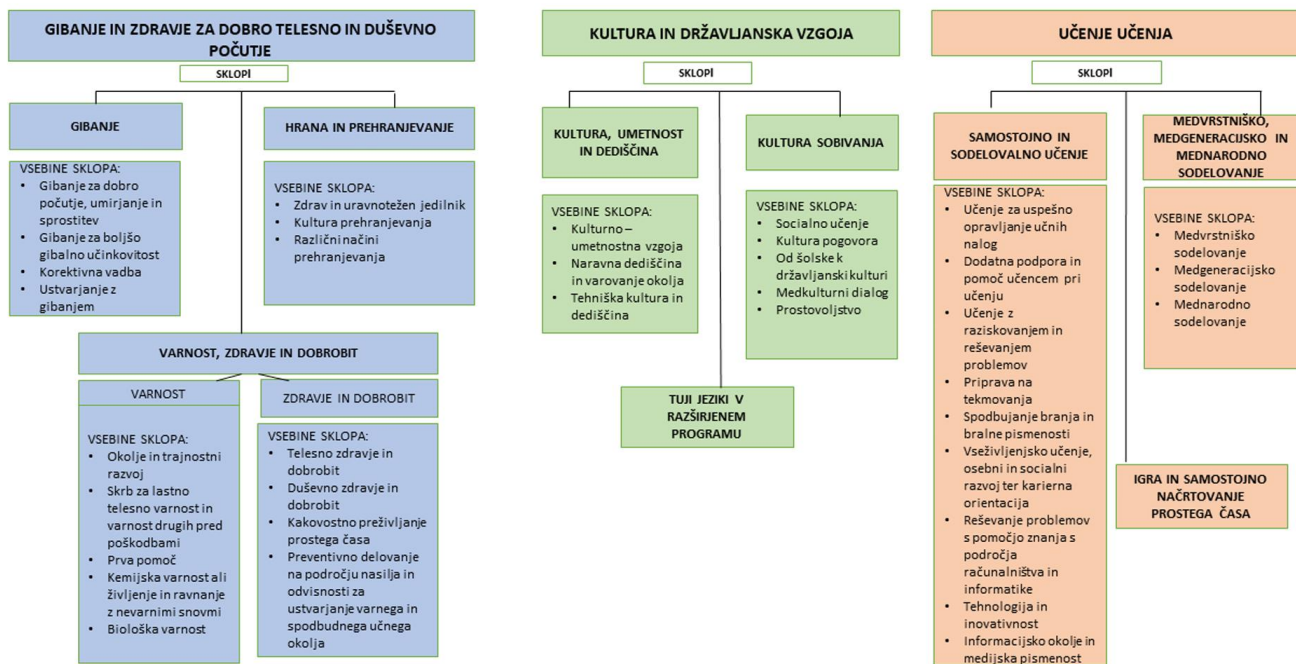 GIBANJE IN ZDRAVJE ZA DOBRO TELESNO IN DUŠEVNO
POČUTJE
SKLOPI
GIBANJE
VSEBINE SKLOPA:
• Gibanje za dobro
počutje, umirjanje in
sprostitev
• Gibanje za boljšo
gibalno učinkovitost
• Korektivna vadba
• Ustvarjanje z
gibanjem
HRANA IN PREHRANJEVANJE
VSEBINE SKLOPA:
• Zdrav in uravnotežen jedilnik
• Kultura prehranjevanja
• Različni načini
prehranjevanja
VARNOST, ZDRAVJE IN DOBROBIT
VARNOST
VSEBINE SKLOPA:
• Okolje in trajnostni
razvoj
• Skrb za lastno
telesno varnost in
varnost drugih pred
poškodbami
• Prva pomoč
• Kemijska varnost ali
življenje in ravnanje
z nevarnimi snovmi
• Biološka varnost
ZDRAVJE IN DOBROBIT
VSEBINE SKLOPA:
• Telesno zdravje in
dobrobit
• Duševno zdravje in
dobrobit
• Kakovostno preživljanje
prostega časa
• Preventivno delovanje
na področju nasilja in
odvisnosti za
ustvarjanje varnega in
spodbudnega učnega
okolja
KULTURA IN DRŽAVLJANSKA VZGOJA
SKLOPI
KULTURA, UMETNOST
IN DEDIŠČINA
VSEBINE SKLOPA:
• Kulturno –
umetnostna vzgoja
• Naravna dediščina
in varovanje okolja
• Tehniška kultura in
dediščina
KULTURA SOBIVANJA
VSEBINE SKLOPA:
• Socialno učenje
• Kultura pogovora
• Od šolske k
državljanski kulturi
• Medkulturni dialog
• Prostovoljstvo
TUJI JEZIKI V
RAZŠIRJENEM
PROGRAMU
UČENJE UČENJA
SKLOPI
SAMOSTOJNO IN
SODELOVALNO UČENJE
VSEBINE SKLOPA:
• Učenje za uspešno
opravljanje učnih
nalog
• Dodatna podpora in
pomoč učencem pri
učenju
• Učenje z
raziskovanjem in
reševanjem
problemov
• Priprava na
tekmovanja
• Spodbujanje branja in
bralne pismenosti
• Vseživljenjsko učenje,
osebni in socialni
razvoj ter karierna
orientacija
• Reševanje problemov
s pomočjo znanja s
področja
računalništva in
informatike
• Tehnologija in
inovativnost
• Informacijsko okolje in
medijska pismenost
MEDVRSTNIŠKO,
MEDGENERACIJSKO IN
MEDNARODNO
SODELOVANJE
VSEBINE SKLOPA:
• Medvrstniško
sodelovanje
• Medgeneracijsko
sodelovanje
• Mednarodno
sodelovanje
IGRA IN SAMOSTOJNO
NAČRTOVANJE
PROSTEGA ČASA